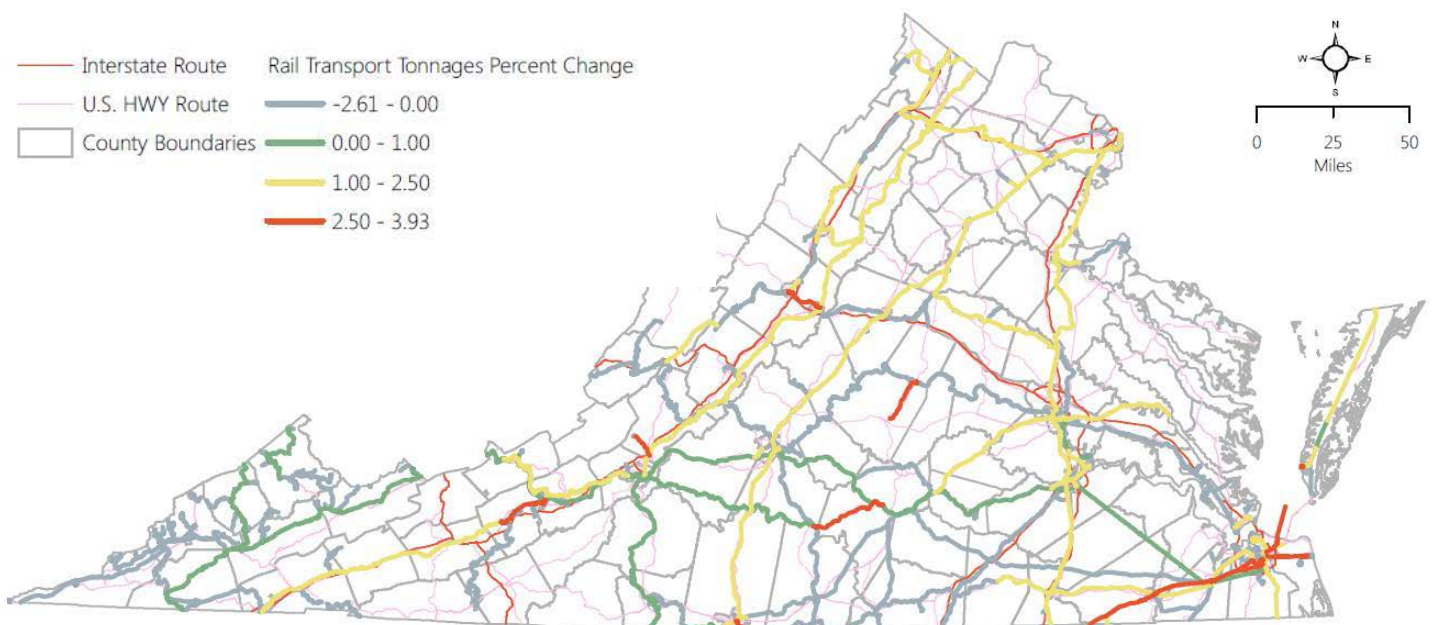 Interstate Route
U.S. HWY Route
County Boundaries
Rail Transport Tonnages Percent Change
-2.61 - 0.00
0.00 - 1.00
1.00 - 2.50
2.50 - 3.93
N
W E
S
0 25 50
Miles